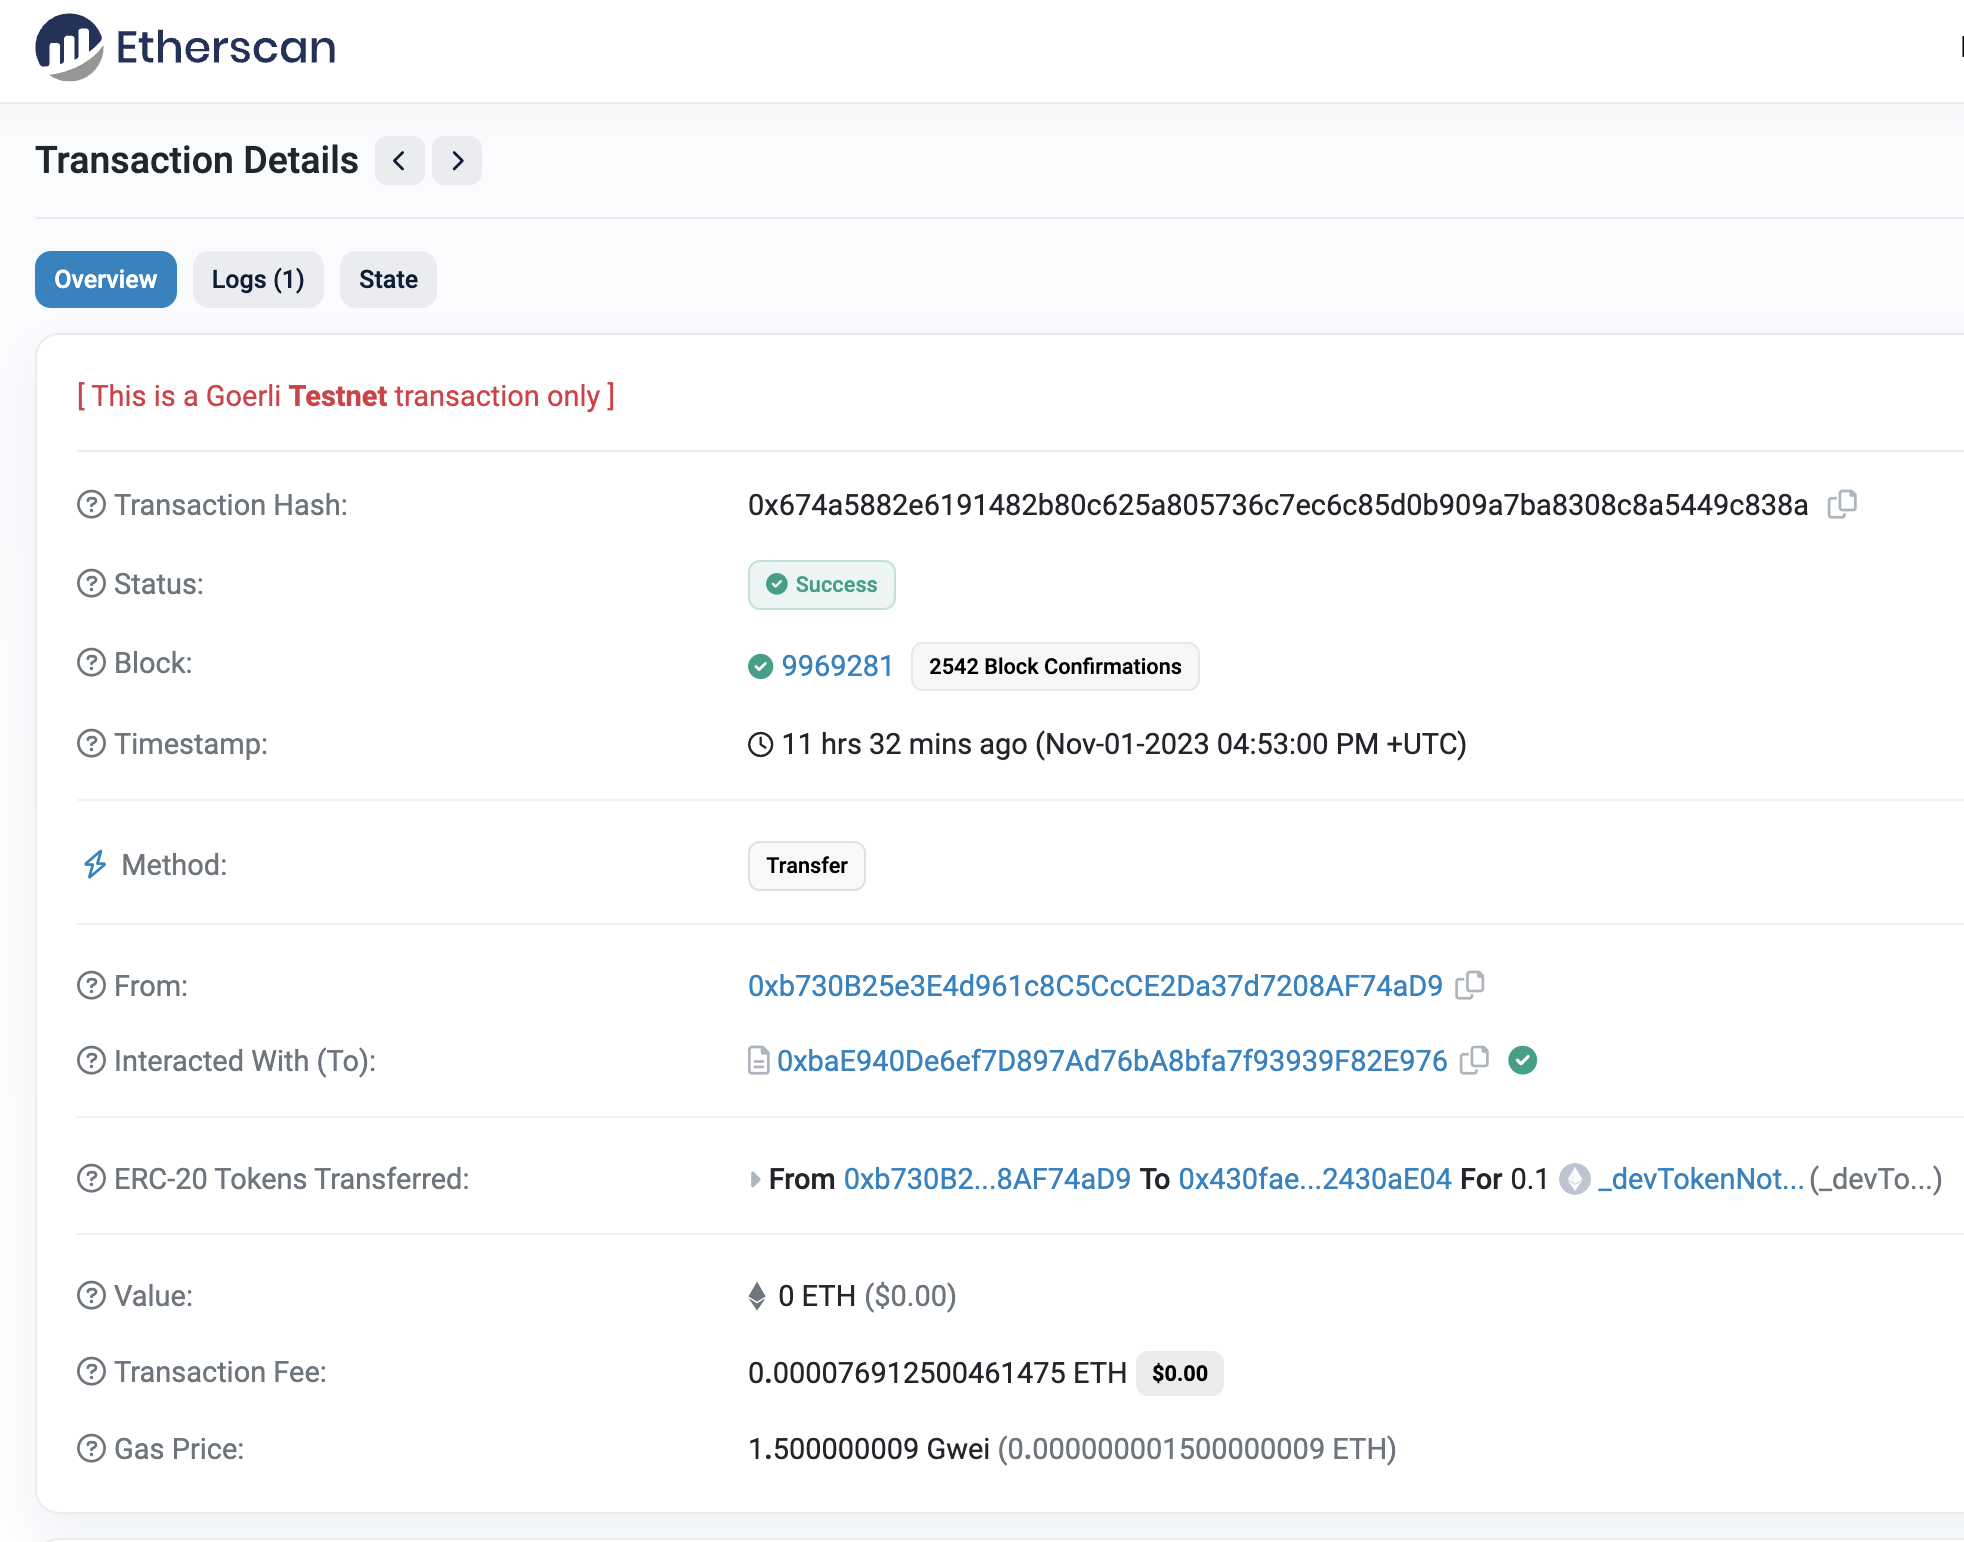 Etherscan
Transaction Details
Overview Logs (1) State
[ This is a Goerli Testnet transaction only ]
Transaction Hash: 0x674a5882e6191482b80c625a805736c7ec6c85d0b909a7ba8308c8a5449c838a
Status: Success
Block: 9969281 2542 Block Confirmations
Timestamp: 11 hrs 32 mins ago (Nov-01-2023 04:53:00 PM +UTC)
Method: Transfer
From: 0xb730B25e3E4d961c8C5CcCE2Da37d7208AF74aD9
Interacted With (To): 0xbaE940De6ef7D897Ad76bA8bfa7f93939F82E976
ERC-20 Tokens Transferred: From 0xb730B2...8AF74aD9 To 0x430fae...2430aE04 For 0.1 _devTokenNot... (_devTo...)
Value: 0 ETH ($0.00)
Transaction Fee: 0.000076912500461475 ETH $0.00
Gas Price: 1.500000009 Gwei (0.000000001500000009 ETH)